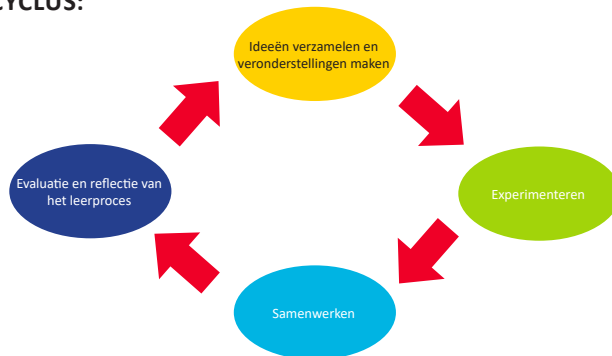 CYCLUS:
Ideeën verzamelen en
veronderstellingen maken
Experimenteren
Samenwerken
Evaluatie en reflectie van
het leerproces